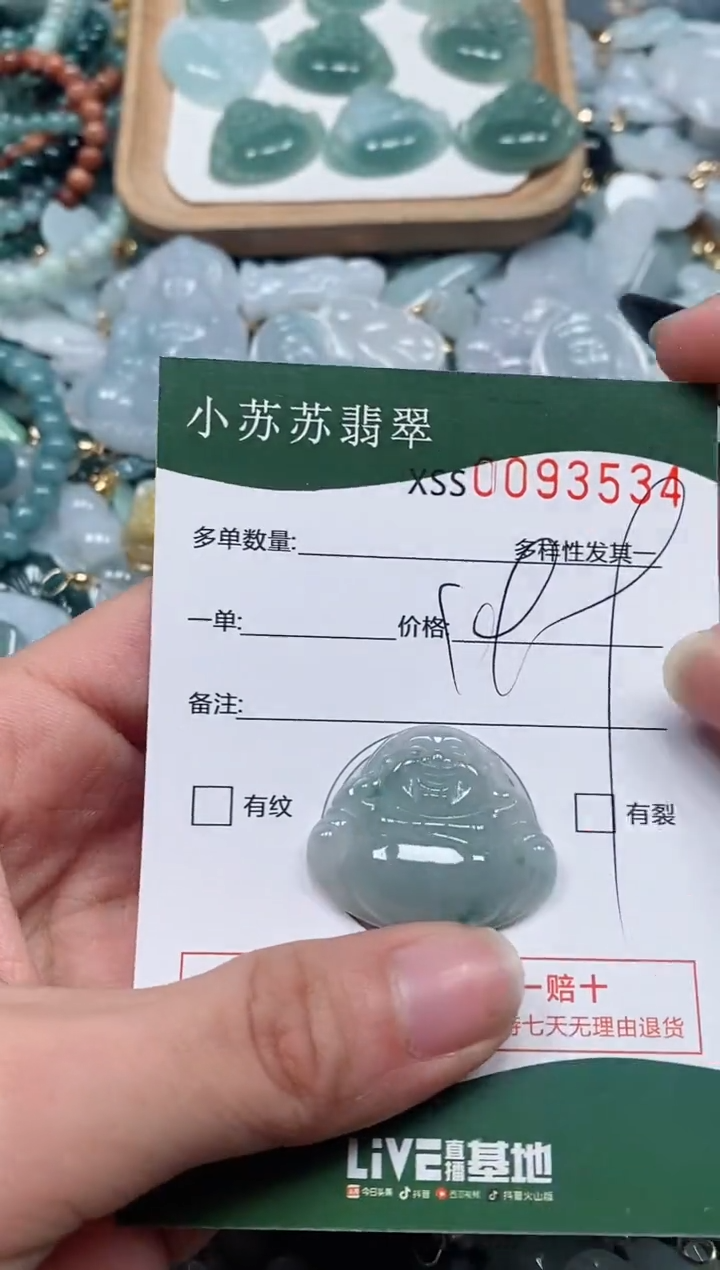 小苏苏翡翠
XSS0093534
多单数量: 多样性发其一
一单: 价格
备注:
有纹 有裂
一赔十
七天无理由退货
LiVE直播基地
今日头条 抖音 西瓜视频 抖音火山版